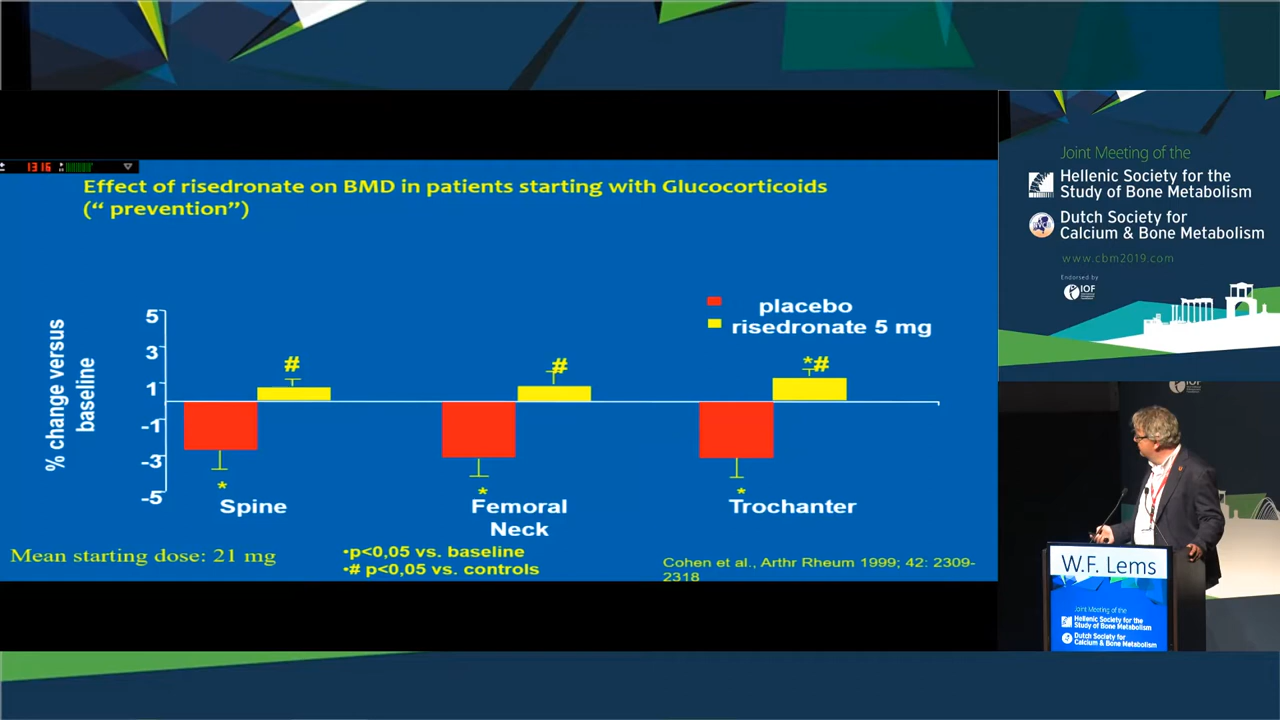 13 16
Effect of risedronate on BMD in patients starting with Glucocorticoids
(“ prevention”)
placebo
risedronate 5 mg
% change versus
baseline
5
3
1
-1
-3
-5
#
#
*#
*
*
*
Spine
Femoral
Neck
Trochanter
Mean starting dose: 21 mg
•p<0,05 vs. baseline
•# p<0,05 vs. controls
Cohen et al., Arthr Rheum 1999; 42: 2309-
2318
Joint Meeting of the
Hellenic Society for the
Study of Bone Metabolism
Dutch Society for
Calcium & Bone Metabolism
www.cbm2019.com
Endorsed by
IOF
IOF
W.F. Lems
Joint Meeting of the
Hellenic Society for the
Study of Bone Metabolism
Dutch Society for
Calcium & Bone Metabolism